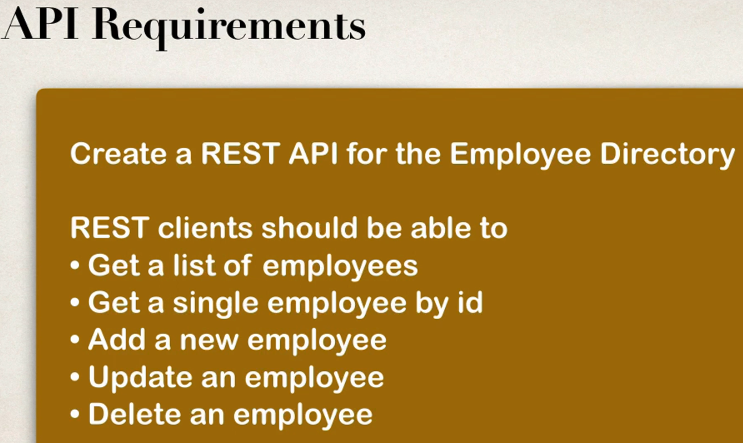 API Requirements
Create a REST API for the Employee Directory
REST clients should be able to
• Get a list of employees
• Get a single employee by id
• Add a new employee
• Update an employee
• Delete an employee